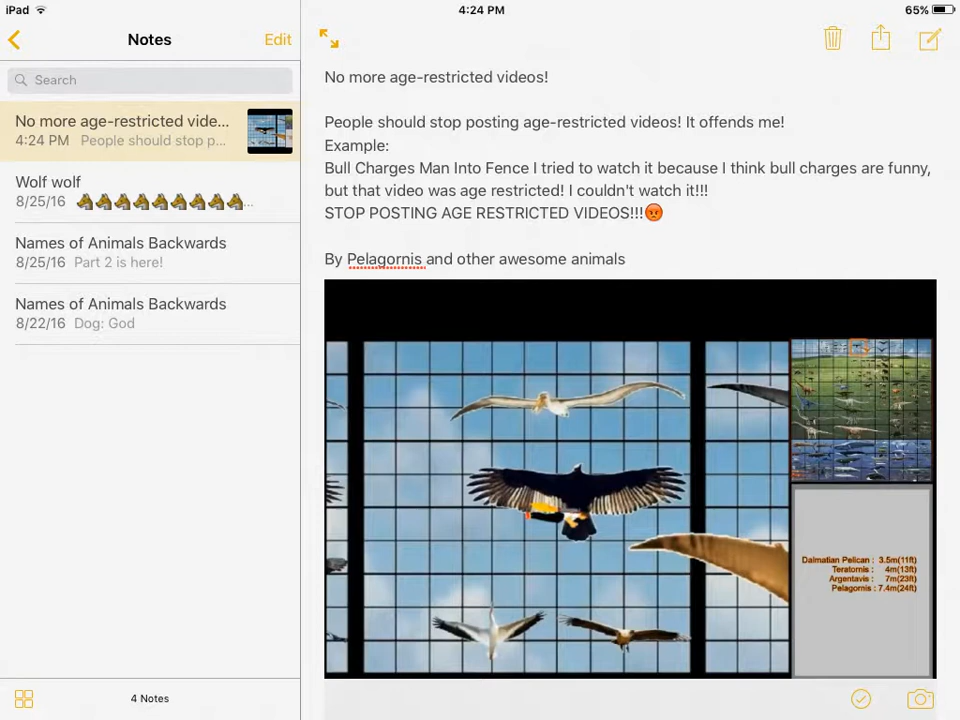 iPad 4:24 PM 65%
Notes Edit
Search
No more age-restricted vide...
4:24 PM People should stop p...
Wolf wolf
8/25/16 🐺🐺🐺🐺🐺🐺🐺🐺🐺...
Names of Animals Backwards
8/25/16 Part 2 is here!
Names of Animals Backwards
8/22/16 Dog: God
4 Notes
No more age-restricted videos!
People should stop posting age-restricted videos! It offends me!
Example:
Bull Charges Man Into Fence I tried to watch it because I think bull charges are funny,
but that video was age restricted! I couldn't watch it!!!
STOP POSTING AGE RESTRICTED VIDEOS!!!😡
By Pelagornis and other awesome animals
Dalmatian Pelican : 3.5m(11ft)
Teratornis : 4m(13ft)
Argentavis : 7m(23ft)
Pelagornis : 7.4m(24ft)